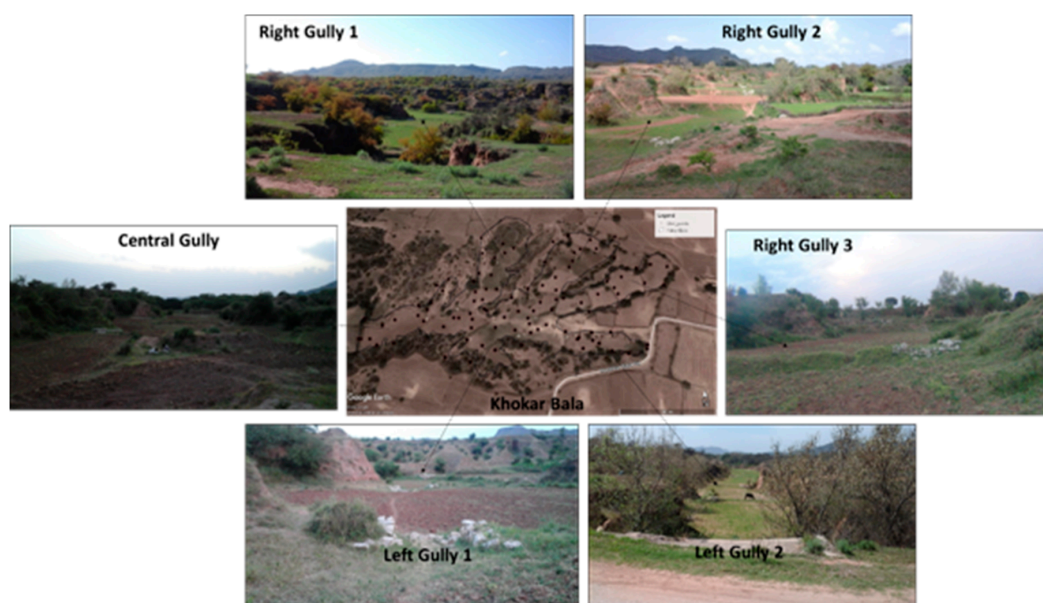 Right Gully 1
Right Gully 2
Central Gully
Legend
Right Gully 3
Google Earth
Khokar Bala
Left Gully 1
Left Gully 2